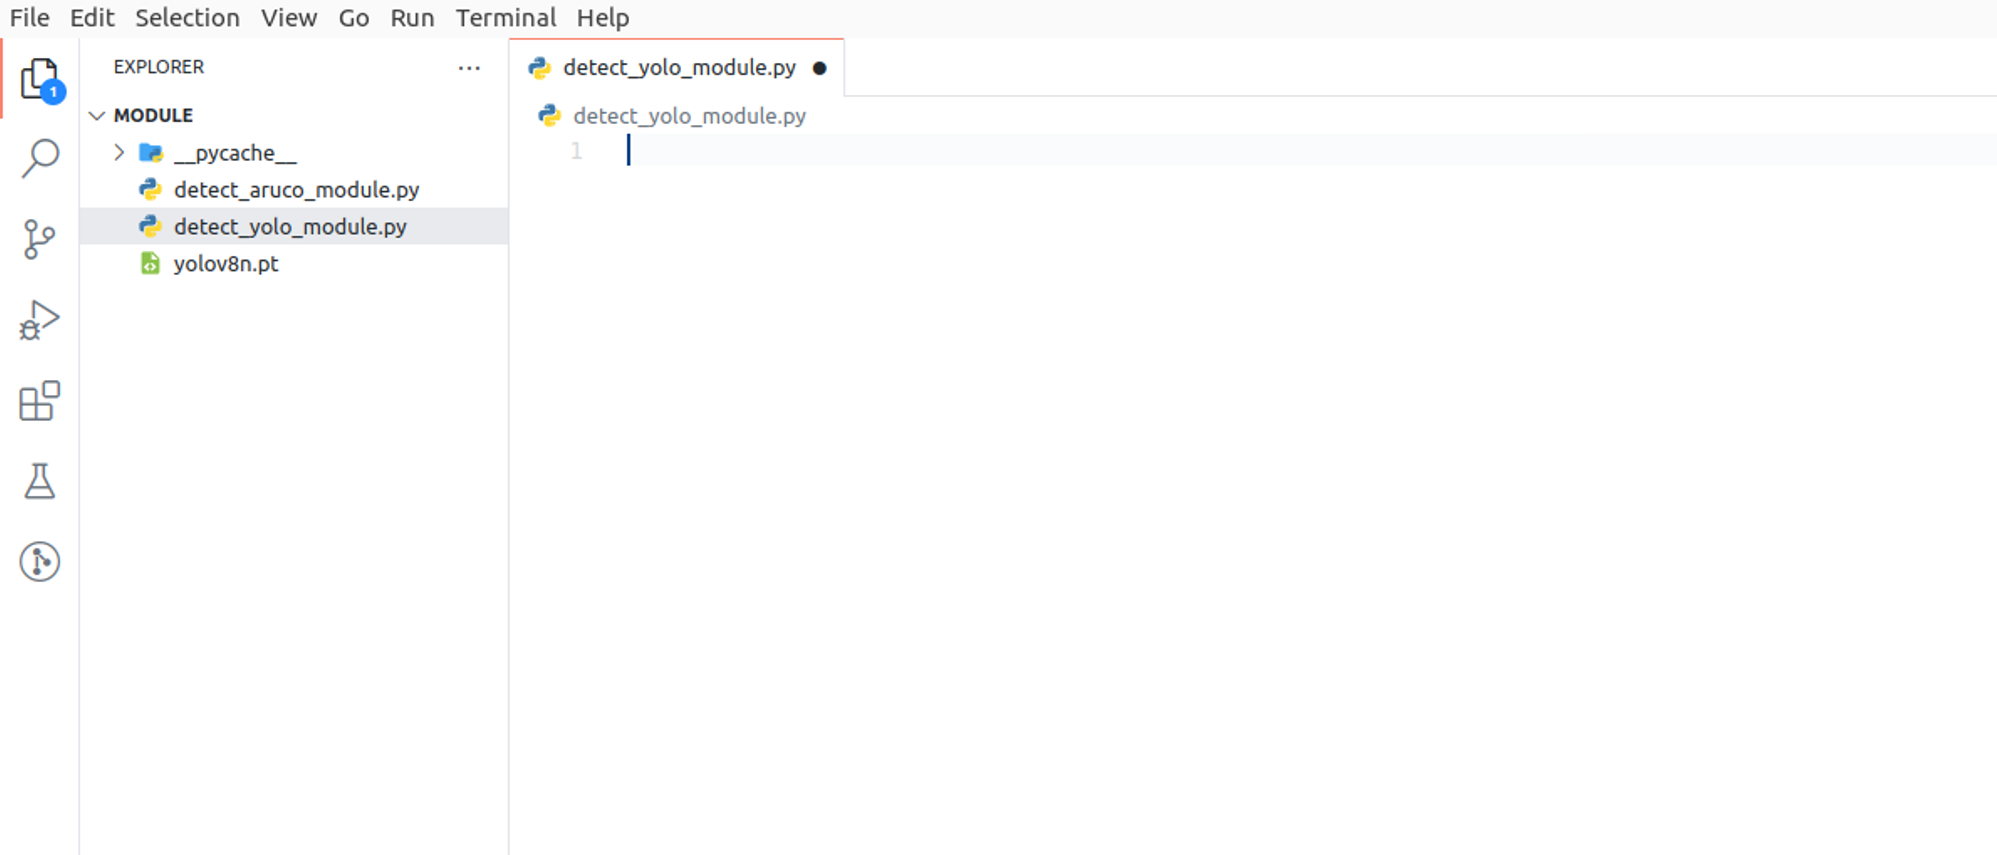 File Edit Selection View Go Run Terminal Help
1
EXPLORER
MODULE
__pycache__
detect_aruco_module.py
detect_yolo_module.py
yolov8n.pt
detect_yolo_module.py
detect_yolo_module.py
1